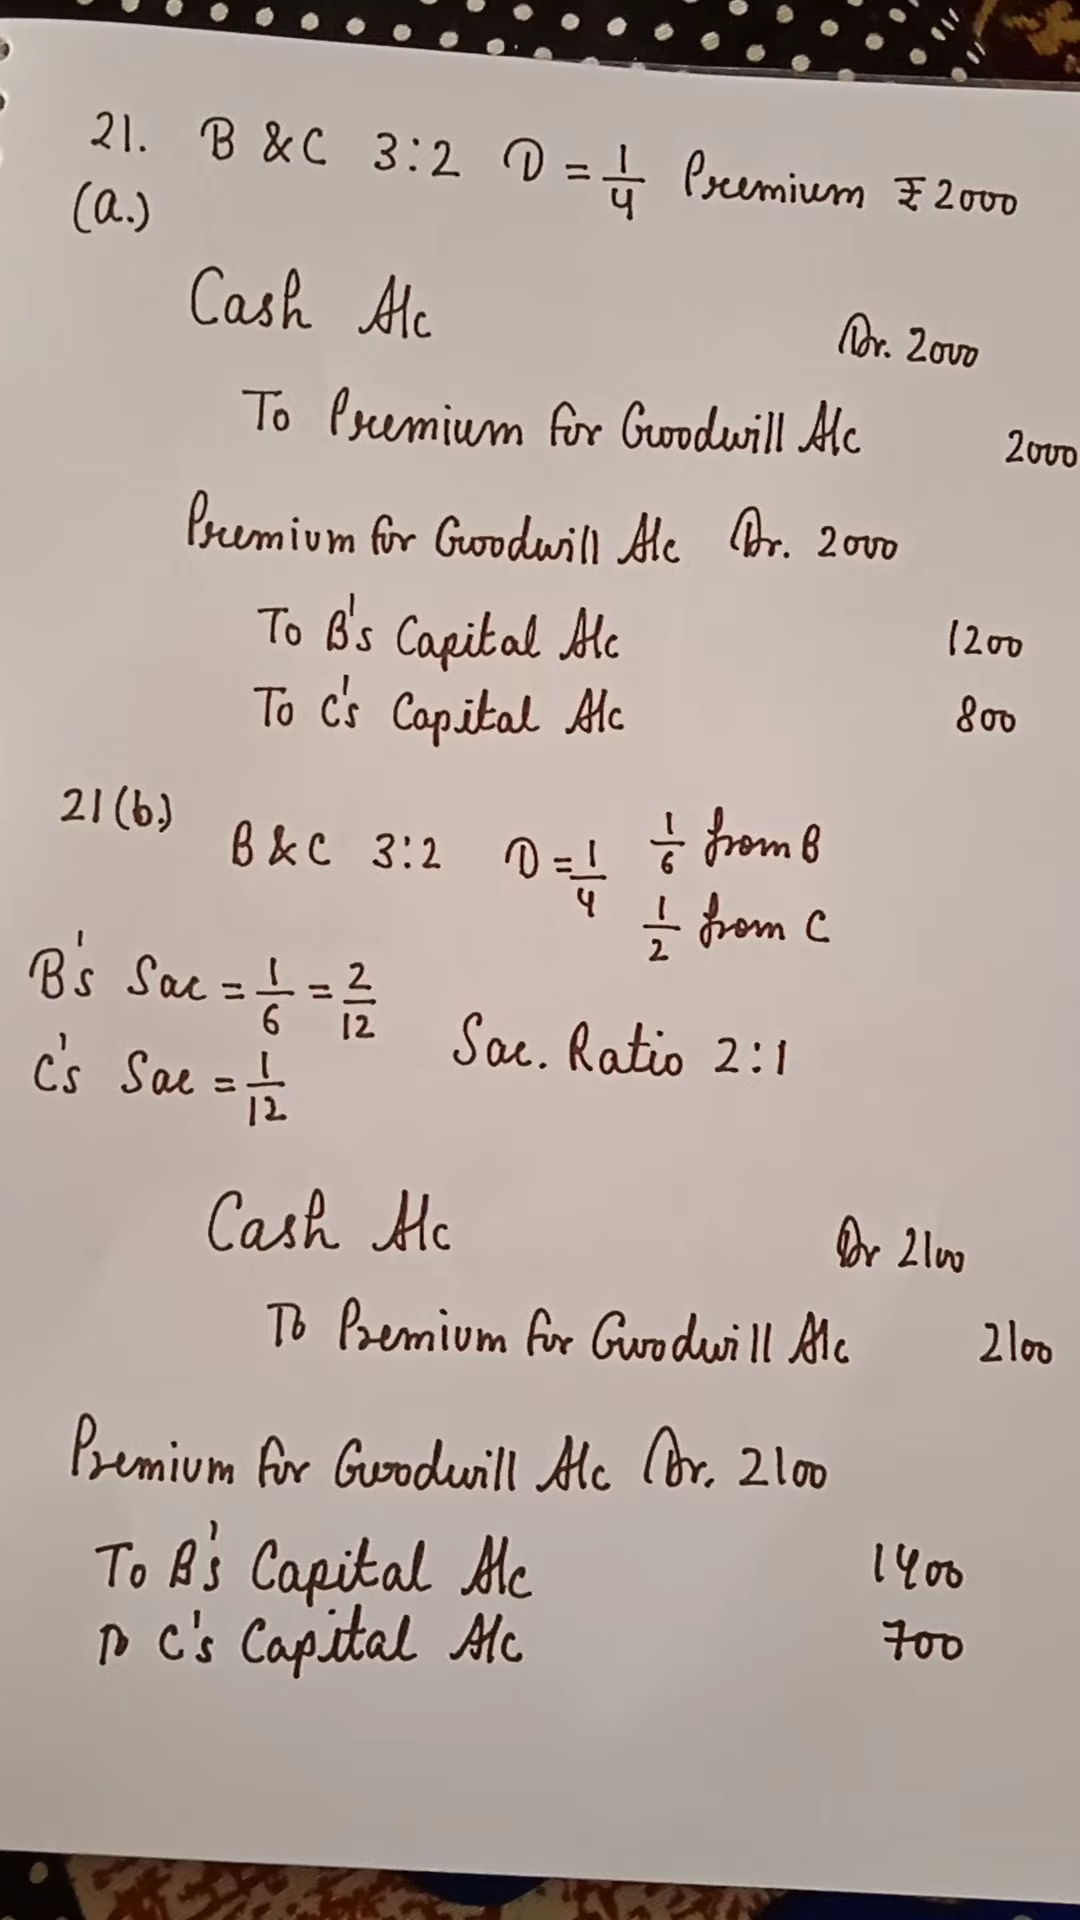 21. B & C 3:2 D = 1/4 Premium ₹ 2000
(a.)
Cash A/c Dr. 2000
To Premium for Goodwill A/c 2000
Premium for Goodwill A/c Dr. 2000
To B's Capital A/c 1200
To C's Capital A/c 800
21(b.)
B & C 3:2 D = 1/4 1/6 from B
1/2 from C
B's Sac = 1/6 = 2/12
C's Sac = 1/12
Sac. Ratio 2:1
Cash A/c Dr 2100
To Premium for Goodwill A/c 2100
Premium for Goodwill A/c Dr. 2100
To B's Capital A/c 1400
To C's Capital A/c 700